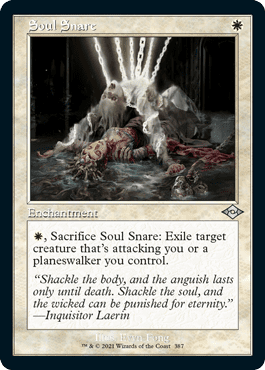 Soul Snare
Enchantment
, Sacrifice Soul Snare: Exile target
creature that's attacking you or a
planeswalker you control.
"Shackle the body, and the anguish lasts
only until death. Shackle the soul, and
the wicked can be punished for eternity."
—Inquisitor Laerin
™ & © 2021 Wizards of the Coast 387